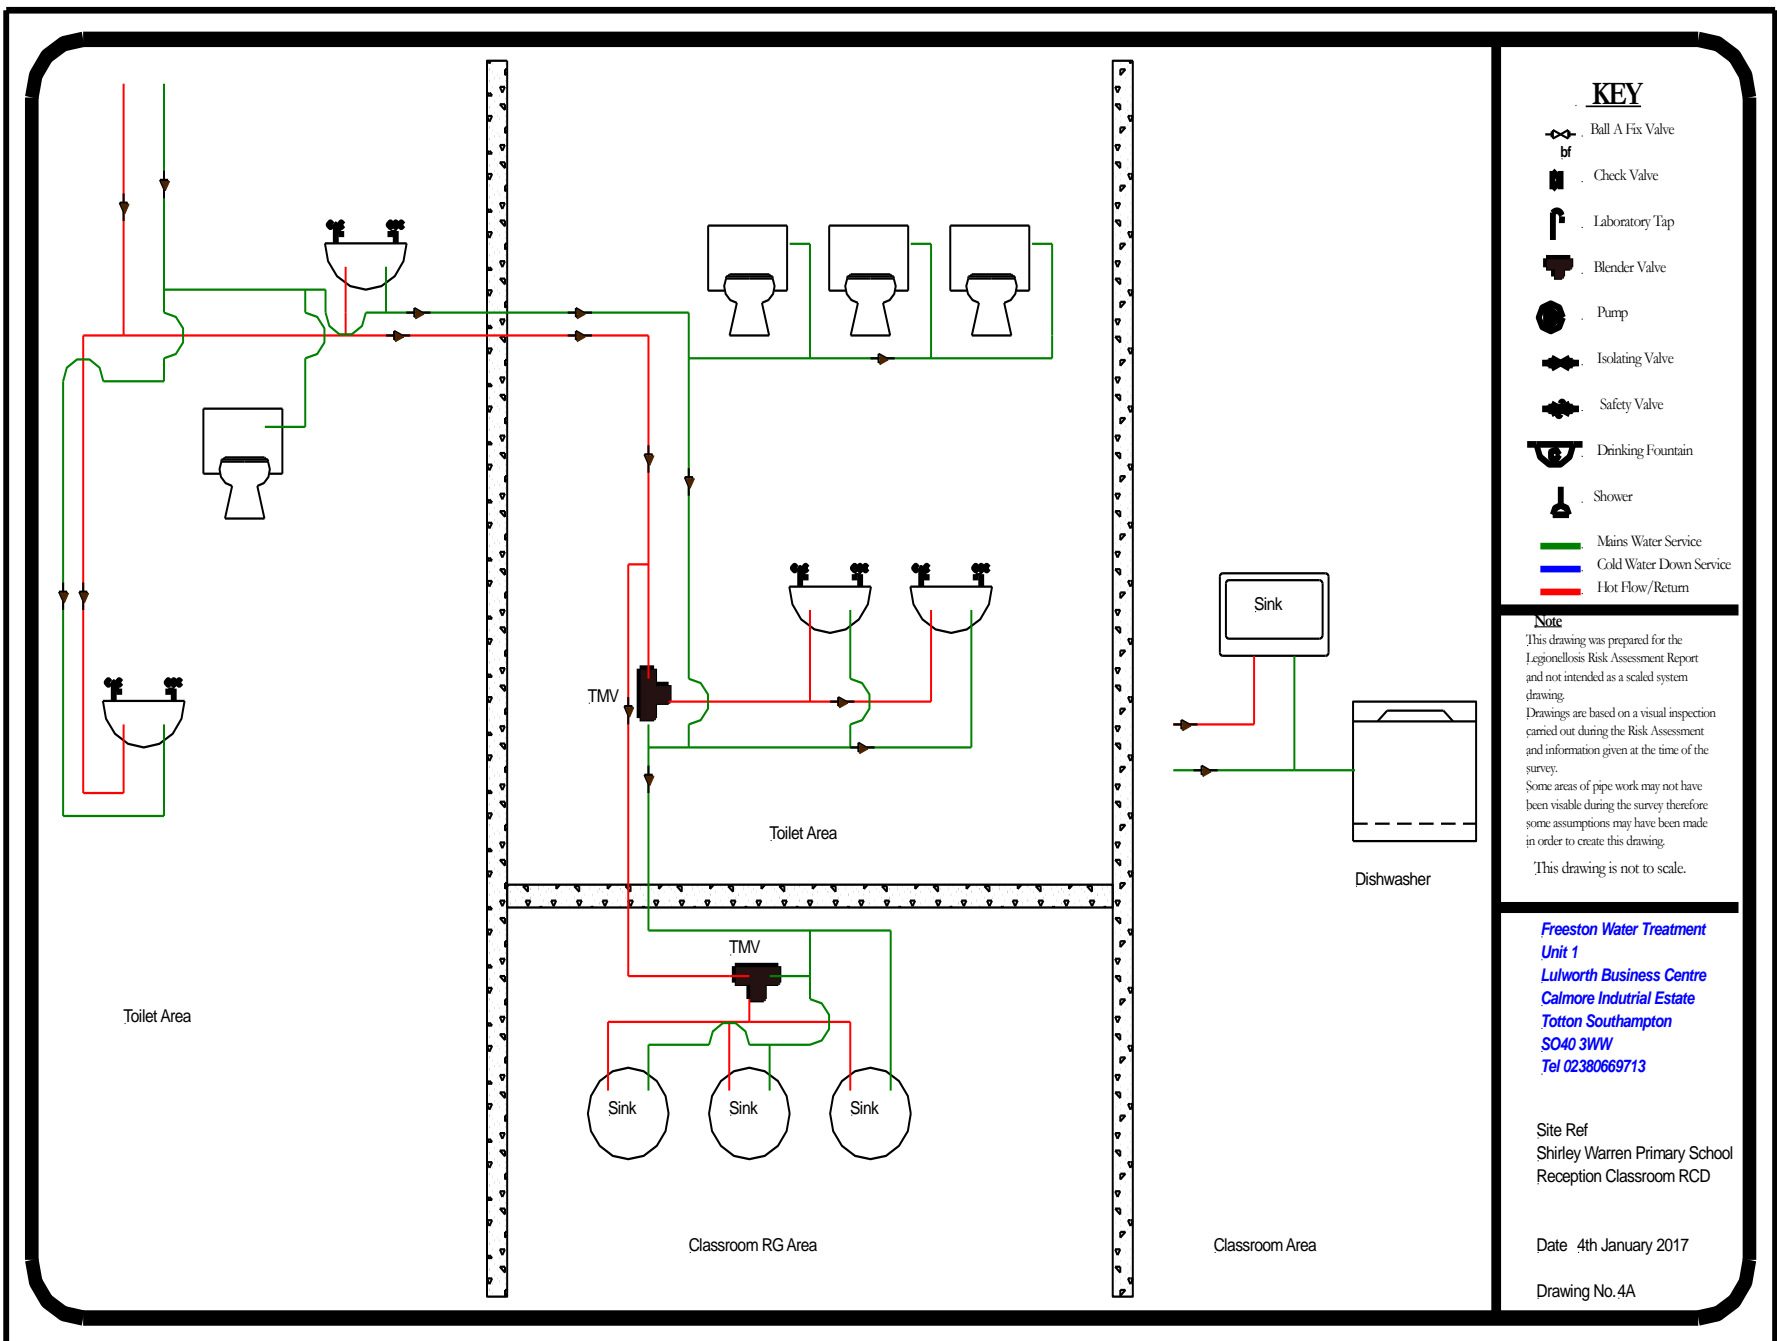 KEY
Ball A Fix Valve
bf
Check Valve
Laboratory Tap
Blender Valve
Pump
Isolating Valve
Safety Valve
Drinking Fountain
Shower
Mains Water Service
Cold Water Down Service
Hot Flow/Return
Note
This drawing was prepared for the
Legionellosis Risk Assessment Report
and not intended as a scaled system
drawing.
Drawings are based on a visual inspection
carried out during the Risk Assessment
and information given at the time of the
survey.
Some areas of pipe work may not have
been visable during the survey therefore
some assumptions may have been made
in order to create this drawing.
This drawing is not to scale.
Freeston Water Treatment
Unit 1
Lulworth Business Centre
Calmore Indutrial Estate
Totton Southampton
SO40 3WW
Tel 02380669713
Site Ref
Shirley Warren Primary School
Reception Classroom RCD
Date 4th January 2017
Drawing No. 4A
Toilet Area
TMV
Toilet Area
TMV
Sink
Sink
Sink
Classroom RG Area
Sink
Dishwasher
Classroom Area